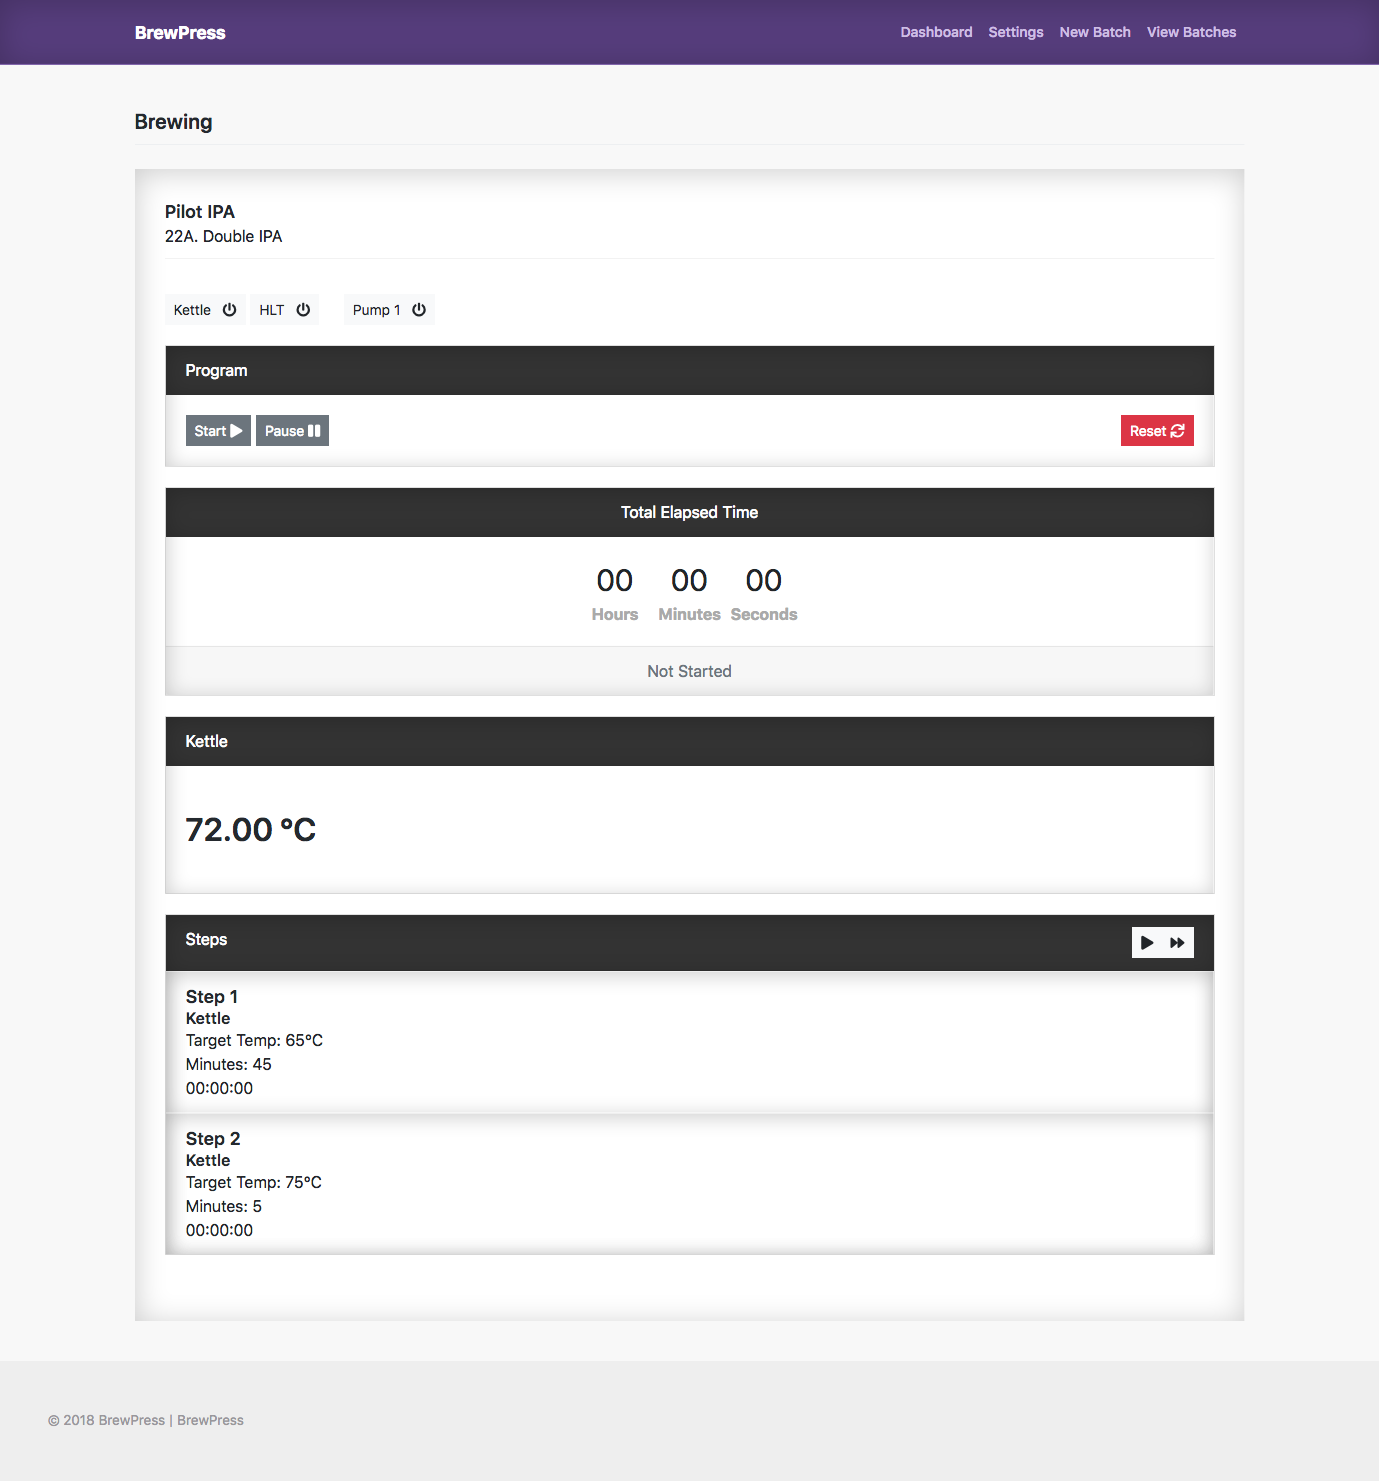 BrewPress
Dashboard Settings New Batch View Batches
Brewing
Pilot IPA
22A. Double IPA
Kettle HLT Pump 1
Program
Start Pause Reset
Total Elapsed Time
00 00 00
Hours Minutes Seconds
Not Started
Kettle
72.00 °C
Steps
Step 1
Kettle
Target Temp: 65°C
Minutes: 45
00:00:00
Step 2
Kettle
Target Temp: 75°C
Minutes: 5
00:00:00
© 2018 BrewPress | BrewPress